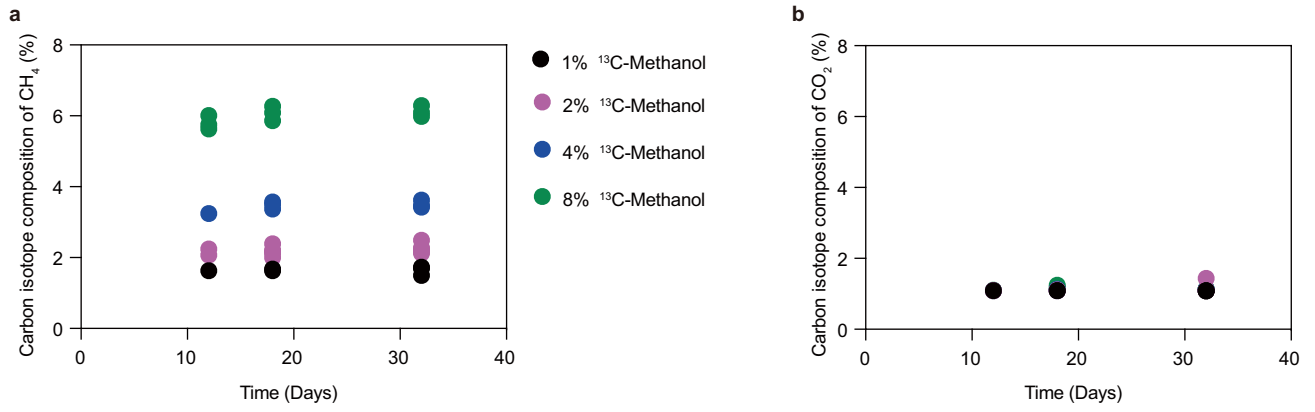 a
Carbon isotope composition of CH₄ (%)
8
6
4
2
0
0 10 20 30 40
Time (Days)
1% ¹³C-Methanol
2% ¹³C-Methanol
4% ¹³C-Methanol
8% ¹³C-Methanol
b
Carbon isotope composition of CO₂ (%)
8
6
4
2
0
0 10 20 30 40
Time (Days)